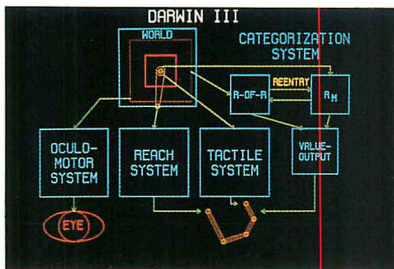 DARWIN III
WORLD
CATEGORIZATION
SYSTEM
R-OF-R
REENTRY
RM
OCULO-
MOTOR
SYSTEM
REACH
SYSTEM
TACTILE
SYSTEM
VALUE-
OUTPUT
EYE